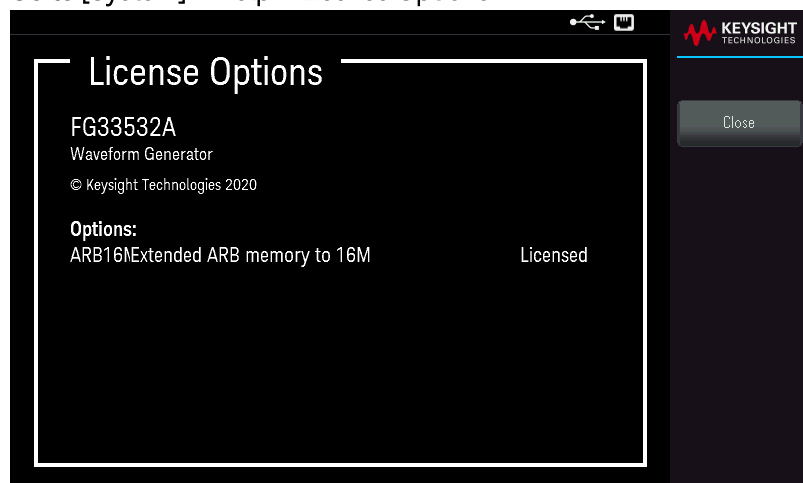 KEYSIGHT
TECHNOLOGIES
License Options
FG33532A
Waveform Generator
© Keysight Technologies 2020
Options:
ARB16MExtended ARB memory to 16M Licensed
Close